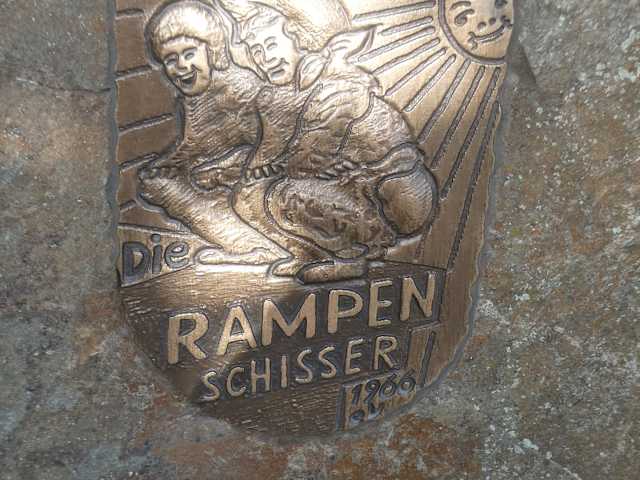 Die
RAMPEN
SCHISSER
1966
e.V.